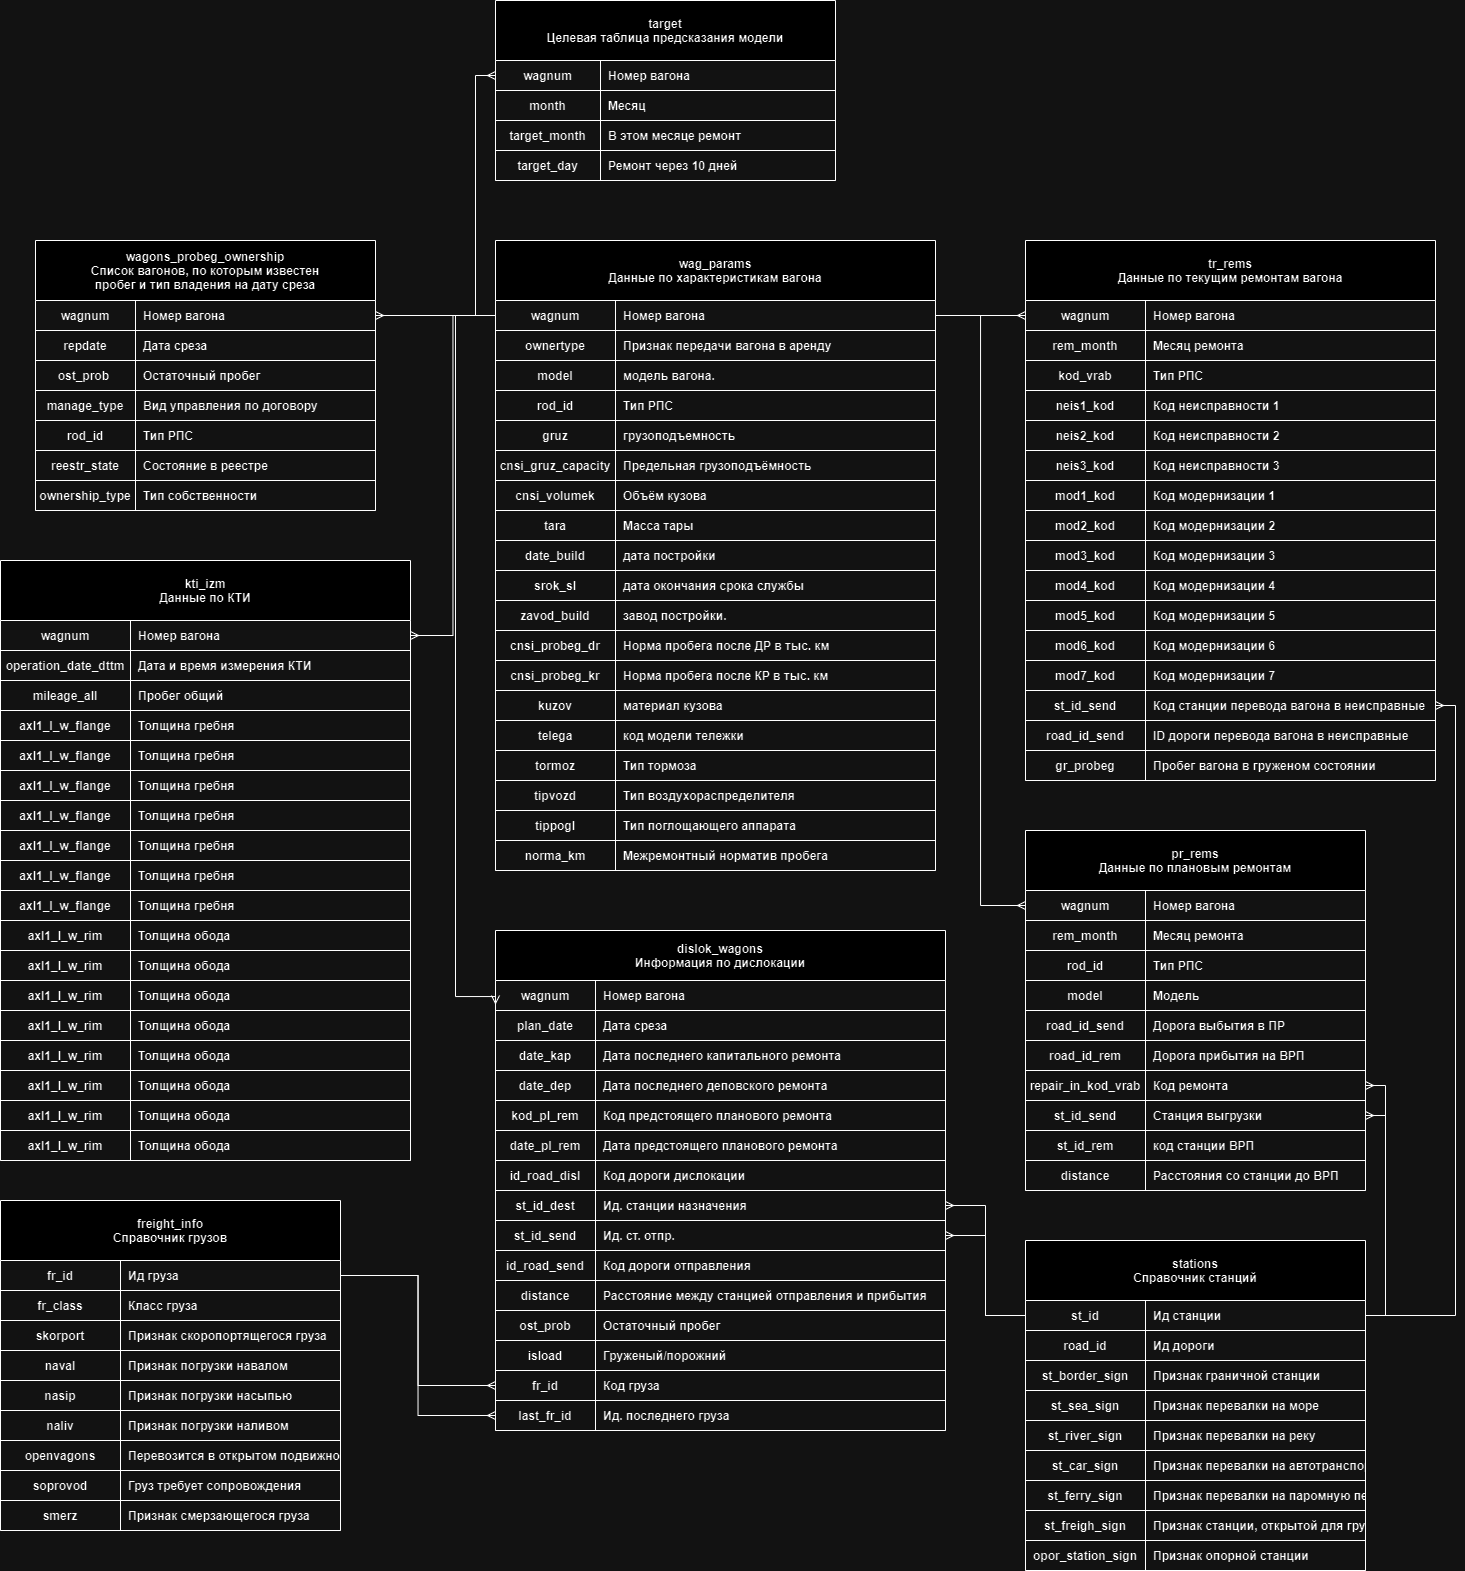 target
Целевая таблица предсказания модели
wagnum Номер вагона
month Месяц
target_month В этом месяце ремонт
target_day Ремонт через 10 дней
wagons_probeg_ownership
Список вагонов, по которым известен
пробег и тип владения на дату среза
wagnum Номер вагона
repdate Дата среза
ost_prob Остаточный пробег
manage_type Вид управления по договору
rod_id Тип РПС
reestr_state Состояние в реестре
ownership_type Тип собственности
wag_params
Данные по характеристикам вагона
wagnum Номер вагона
ownertype Признак передачи вагона в аренду
model модель вагона.
rod_id Тип РПС
gruz грузоподъемность
cnsi_gruz_capacity Предельная грузоподъёмность
cnsi_volumek Объём кузова
tara Масса тары
date_build дата постройки
srok_sl дата окончания срока службы
zavod_build завод постройки.
cnsi_probeg_dr Норма пробега после ДР в тыс. км
cnsi_probeg_kr Норма пробега после КР в тыс. км
kuzov материал кузова
telega код модели тележки
tormoz Тип тормоза
tipvozd Тип воздухораспределителя
tippogl Тип поглощающего аппарата
norma_km Межремонтный норматив пробега
tr_rems
Данные по текущим ремонтам вагона
wagnum Номер вагона
rem_month Месяц ремонта
kod_vrab Тип РПС
neis1_kod Код неисправности 1
neis2_kod Код неисправности 2
neis3_kod Код неисправности 3
mod1_kod Код модернизации 1
mod2_kod Код модернизации 2
mod3_kod Код модернизации 3
mod4_kod Код модернизации 4
mod5_kod Код модернизации 5
mod6_kod Код модернизации 6
mod7_kod Код модернизации 7
st_id_send Код станции перевода вагона в неисправные
road_id_send ID дороги перевода вагона в неисправные
gr_probeg Пробег вагона в груженом состоянии
kti_izm
Данные по КТИ
wagnum Номер вагона
operation_date_dttm Дата и время измерения КТИ
mileage_all Пробег общий
axl1_l_w_flange Толщина гребня
axl1_l_w_flange Толщина гребня
axl1_l_w_flange Толщина гребня
axl1_l_w_flange Толщина гребня
axl1_l_w_flange Толщина гребня
axl1_l_w_flange Толщина гребня
axl1_l_w_flange Толщина гребня
axl1_l_w_rim Толщина обода
axl1_l_w_rim Толщина обода
axl1_l_w_rim Толщина обода
axl1_l_w_rim Толщина обода
axl1_l_w_rim Толщина обода
axl1_l_w_rim Толщина обода
axl1_l_w_rim Толщина обода
axl1_l_w_rim Толщина обода
pr_rems
Данные по плановым ремонтам
wagnum Номер вагона
rem_month Месяц ремонта
rod_id Тип РПС
model Модель
road_id_send Дорога выбытия в ПР
road_id_rem Дорога прибытия на ВРП
repair_in_kod_vrab Код ремонта
st_id_send Станция выгрузки
st_id_rem код станции ВРП
distance Расстояния со станции до ВРП
dislok_wagons
Информация по дислокации
wagnum Номер вагона
plan_date Дата среза
date_kap Дата последнего капитального ремонта
date_dep Дата последнего деповского ремонта
kod_pl_rem Код предстоящего планового ремонта
date_pl_rem Дата предстоящего планового ремонта
id_road_disl Код дороги дислокации
st_id_dest Ид. станции назначения
st_id_send Ид. ст. отпр.
id_road_send Код дороги отправления
distance Расстояние между станцией отправления и прибытия
ost_prob Остаточный пробег
isload Груженый/порожний
fr_id Код груза
last_fr_id Ид. последнего груза
freight_info
Справочник грузов
fr_id Ид груза
fr_class Класс груза
skorport Признак скоропортящегося груза
naval Признак погрузки навалом
nasip Признак погрузки насыпью
naliv Признак погрузки наливом
openvagons Перевозится в открытом подвижно
soprovod Груз требует сопровождения
smerz Признак смерзающегося груза
stations
Справочник станций
st_id Ид станции
road_id Ид дороги
st_border_sign Признак граничной станции
st_sea_sign Признак перевалки на море
st_river_sign Признак перевалки на реку
st_car_sign Признак перевалки на автотранспо
st_ferry_sign Признак перевалки на паромную пе
st_freigh_sign Признак станции, открытой для гру
opor_station_sign Признак опорной станции